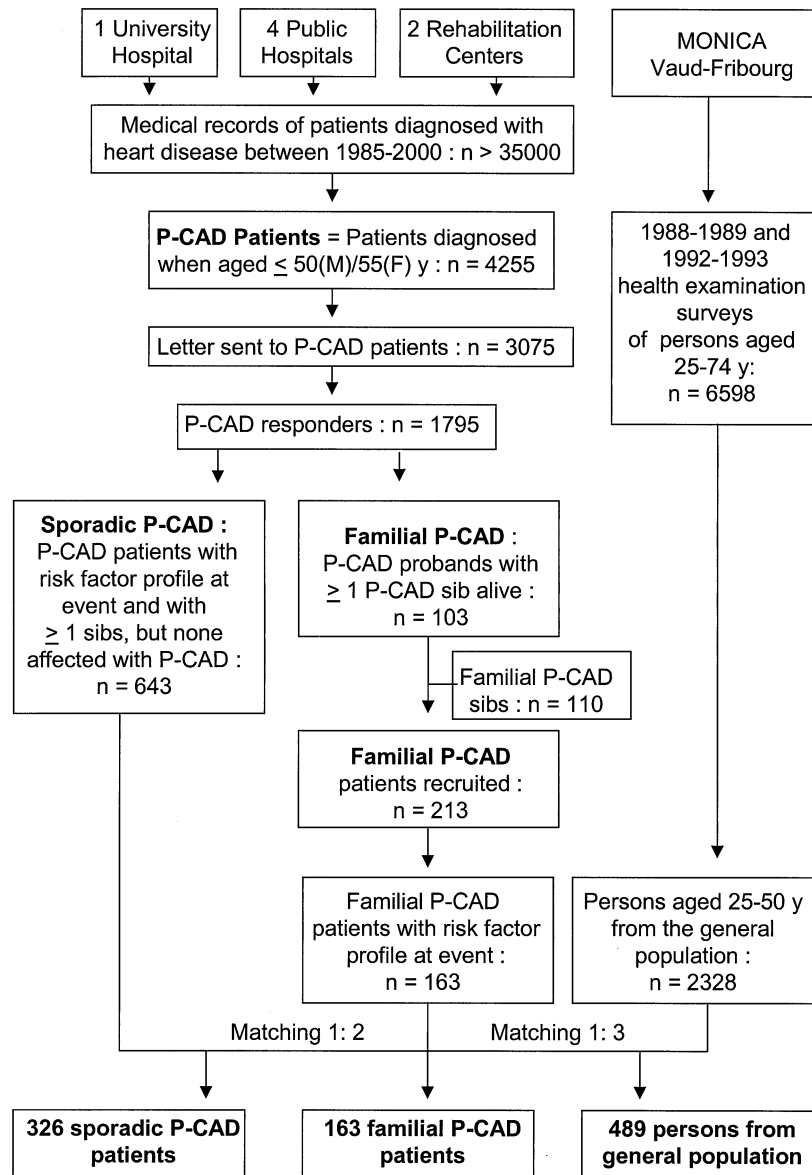 1 University
Hospital
4 Public
Hospitals
2 Rehabilitation
Centers
MONICA
Vaud-Fribourg
Medical records of patients diagnosed with
heart disease between 1985-2000 : n > 35000
P-CAD Patients = Patients diagnosed
when aged ≤ 50(M)/55(F) y : n = 4255
1988-1989 and
1992-1993
health examination
surveys
of persons aged
25-74 y:
n = 6598
Letter sent to P-CAD patients : n = 3075
P-CAD responders : n = 1795
Sporadic P-CAD :
P-CAD patients with
risk factor profile at
event and with
≥ 1 sibs, but none
affected with P-CAD :
n = 643
Familial P-CAD :
P-CAD probands with
≥ 1 P-CAD sib alive :
n = 103
Familial P-CAD
sibs : n = 110
Familial P-CAD
patients recruited :
n = 213
Familial P-CAD
patients with risk factor
profile at event :
n = 163
Persons aged 25-50 y
from the general
population :
n = 2328
Matching 1: 2
Matching 1: 3
326 sporadic P-CAD
patients
163 familial P-CAD
patients
489 persons from
general population